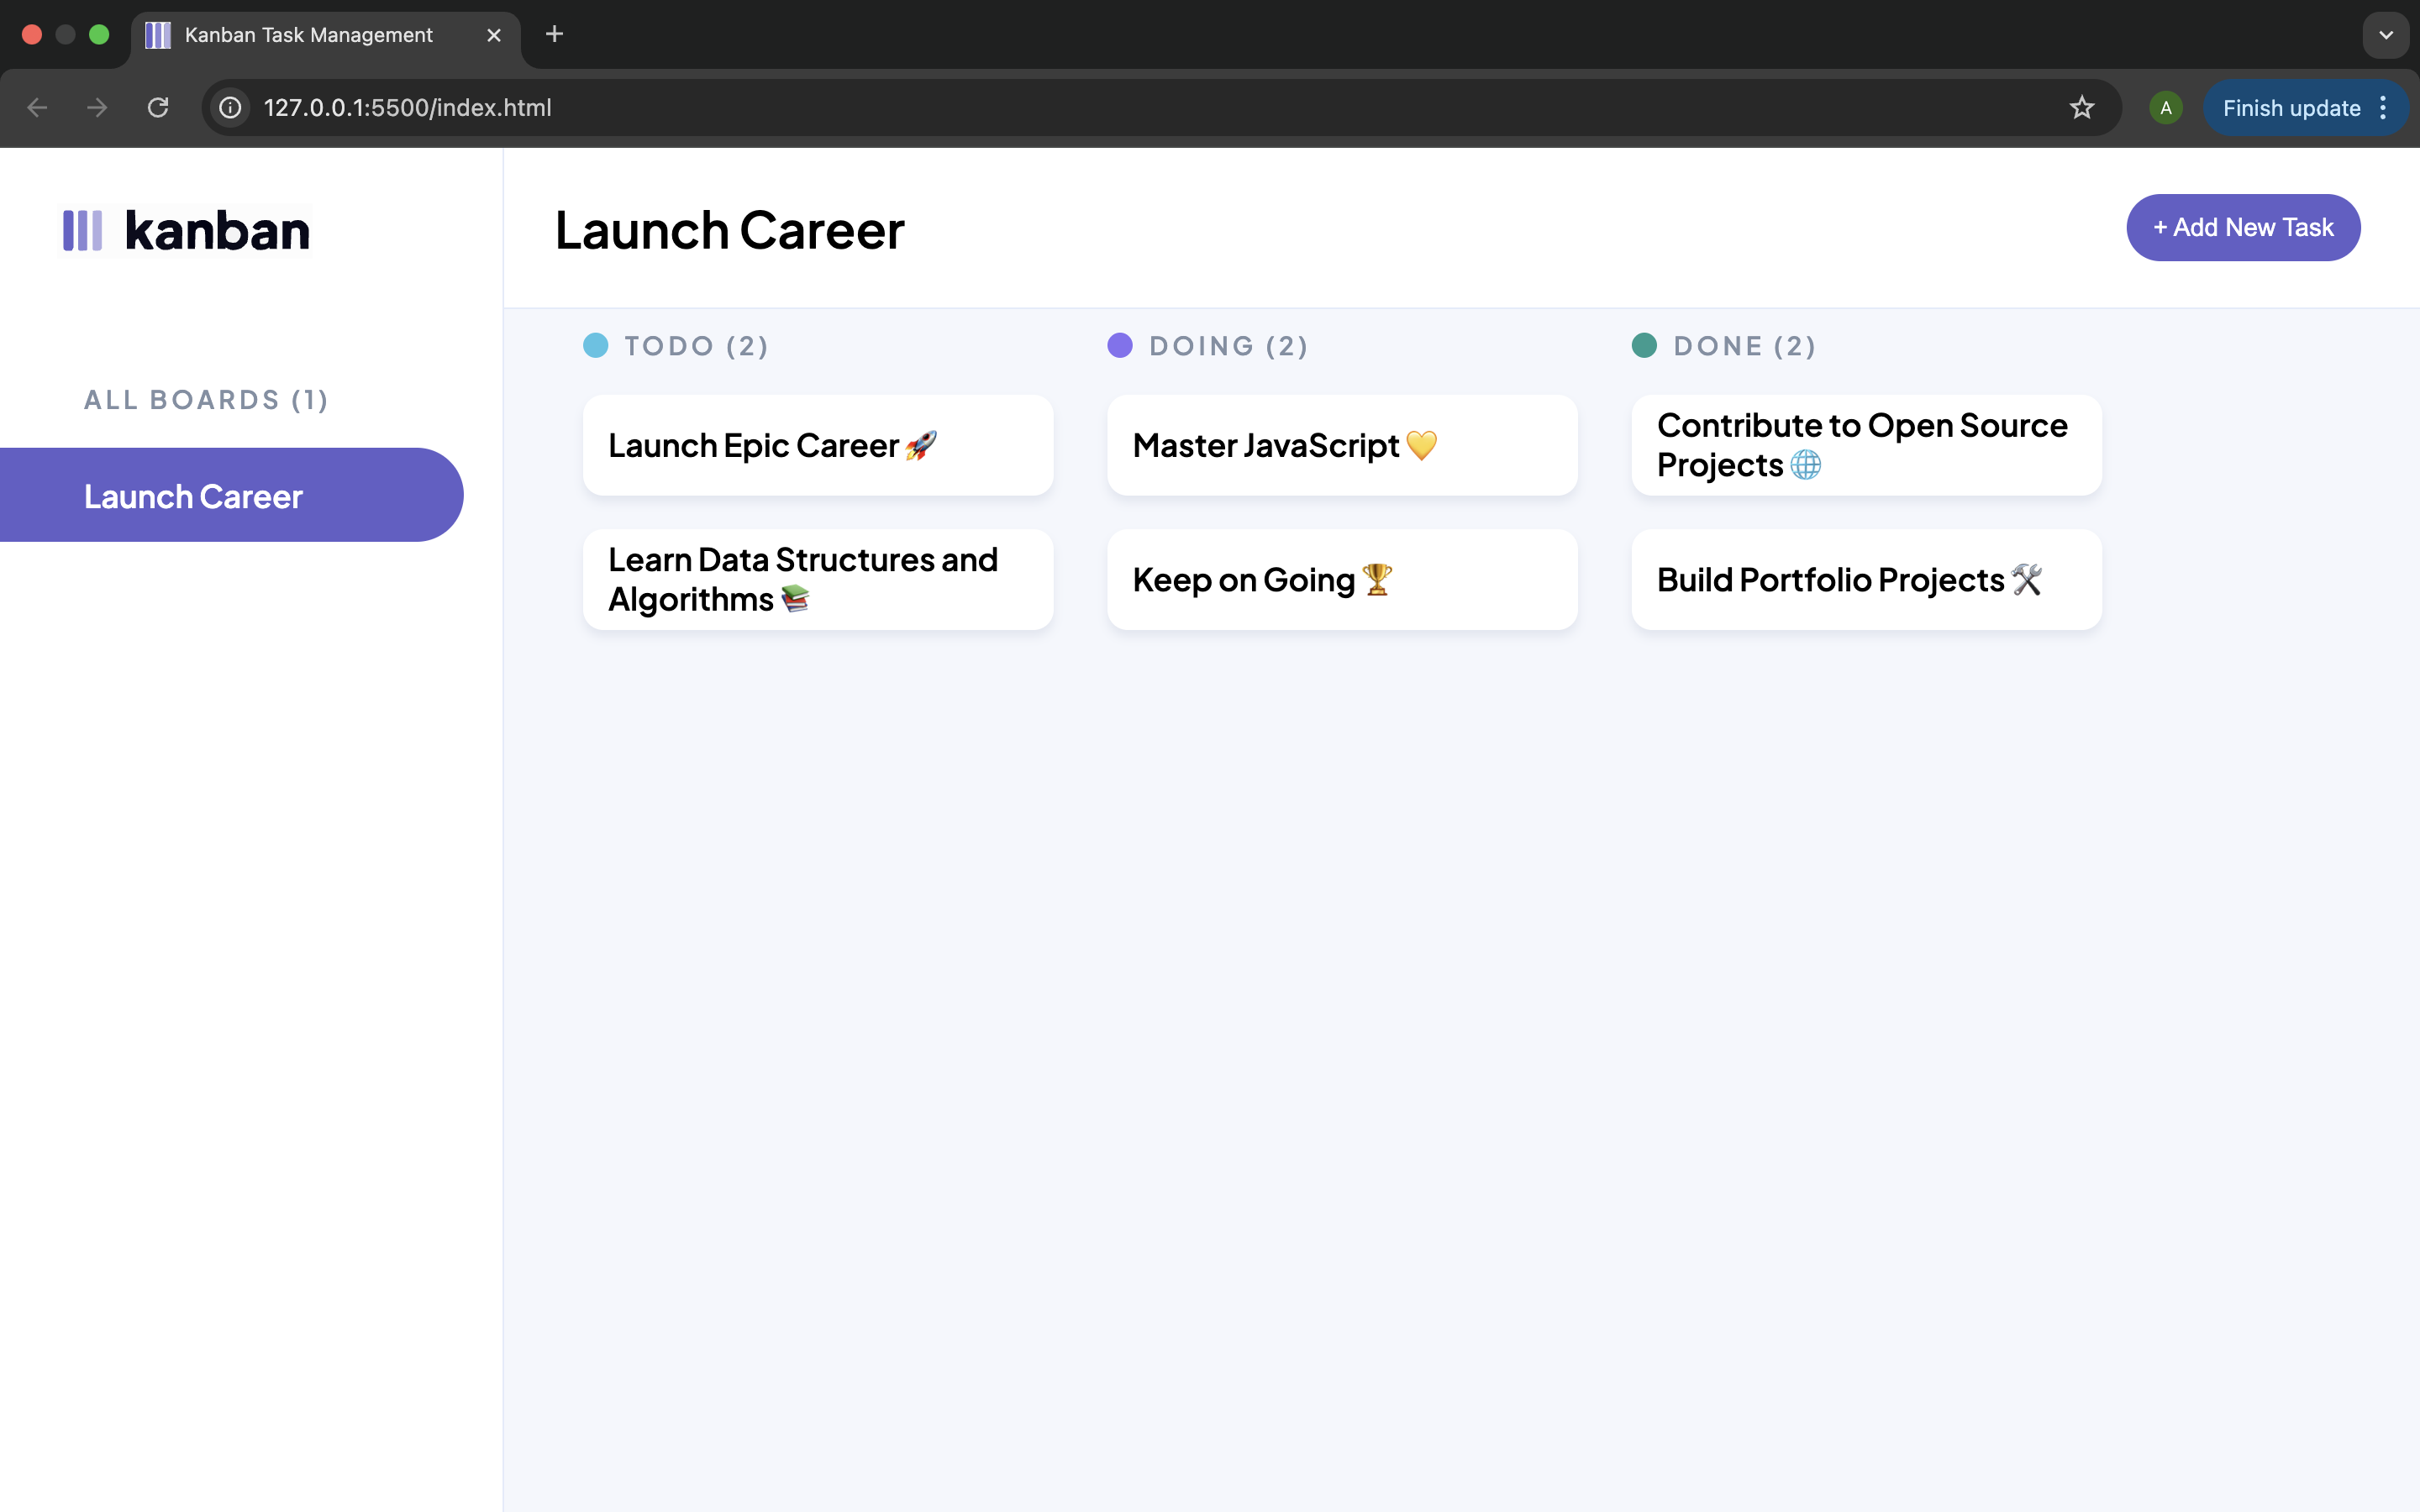 Kanban Task Management
127.0.0.1:5500/index.html
A
Finish update
kanban
Launch Career
+ Add New Task
ALL BOARDS (1)
Launch Career
TODO (2)
Launch Epic Career 🚀
Learn Data Structures and
Algorithms 📚
DOING (2)
Master JavaScript 💛
Keep on Going 🏆
DONE (2)
Contribute to Open Source
Projects 🌐
Build Portfolio Projects 🛠️